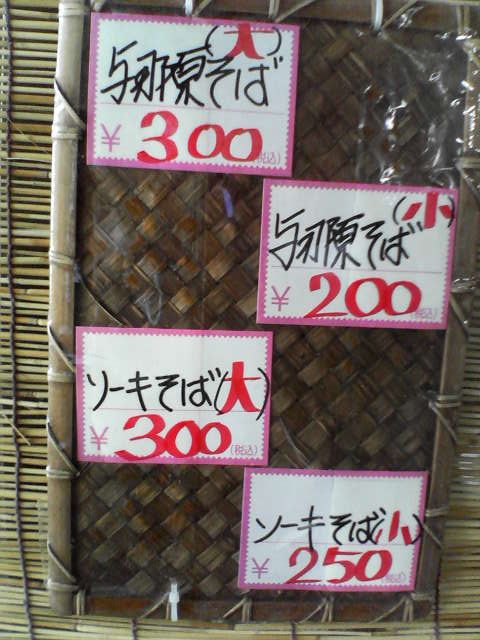 与那原そば(大)
¥300(税込)
与那原そば(小)
¥200(税込)
ソーキそば(大)
¥300(税込)
ソーキそば(小)
¥250(税込)